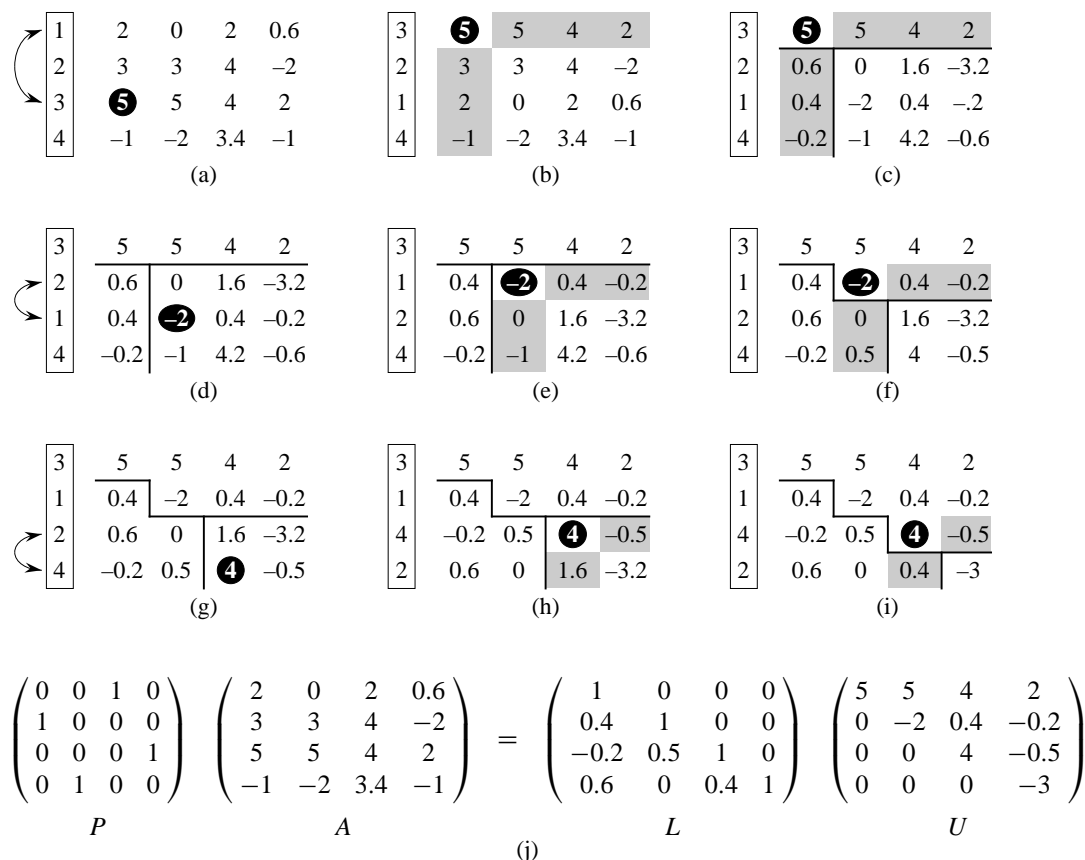 1 2 0 2 0.6 3 5 5 4 2 3 5 5 4 2
2 3 3 4 –2 2 3 3 4 –2 2 0.6 0 1.6 –3.2
3 5 5 4 2 1 2 0 2 0.6 1 0.4 –2 0.4 –.2
4 –1 –2 3.4 –1 4 –1 –2 3.4 –1 4 –0.2 –1 4.2 –0.6
(a) (b) (c)
3 5 5 4 2 3 5 5 4 2 3 5 5 4 2
2 0.6 0 1.6 –3.2 1 0.4 –2 0.4 –0.2 1 0.4 –2 0.4 –0.2
1 0.4 –2 0.4 –0.2 2 0.6 0 1.6 –3.2 2 0.6 0 1.6 –3.2
4 –0.2 –1 4.2 –0.6 4 –0.2 –1 4.2 –0.6 4 –0.2 0.5 4 –0.5
(d) (e) (f)
3 5 5 4 2 3 5 5 4 2 3 5 5 4 2
1 0.4 –2 0.4 –0.2 1 0.4 –2 0.4 –0.2 1 0.4 –2 0.4 –0.2
2 0.6 0 1.6 –3.2 4 –0.2 0.5 4 –0.5 4 –0.2 0.5 4 –0.5
4 –0.2 0.5 4 –0.5 2 0.6 0 1.6 –3.2 2 0.6 0 0.4 –3
(g) (h) (i)
0 0 1 0 2 0 2 0.6 1 0 0 0 5 5 4 2
1 0 0 0 3 3 4 −2 0.4 1 0 0 0 −2 0.4 −0.2
0 0 0 1 5 5 4 2 = −0.2 0.5 1 0 0 0 4 −0.5
0 1 0 0 −1 −2 3.4 −1 0.6 0 0.4 1 0 0 0 −3
P A L U
(j)